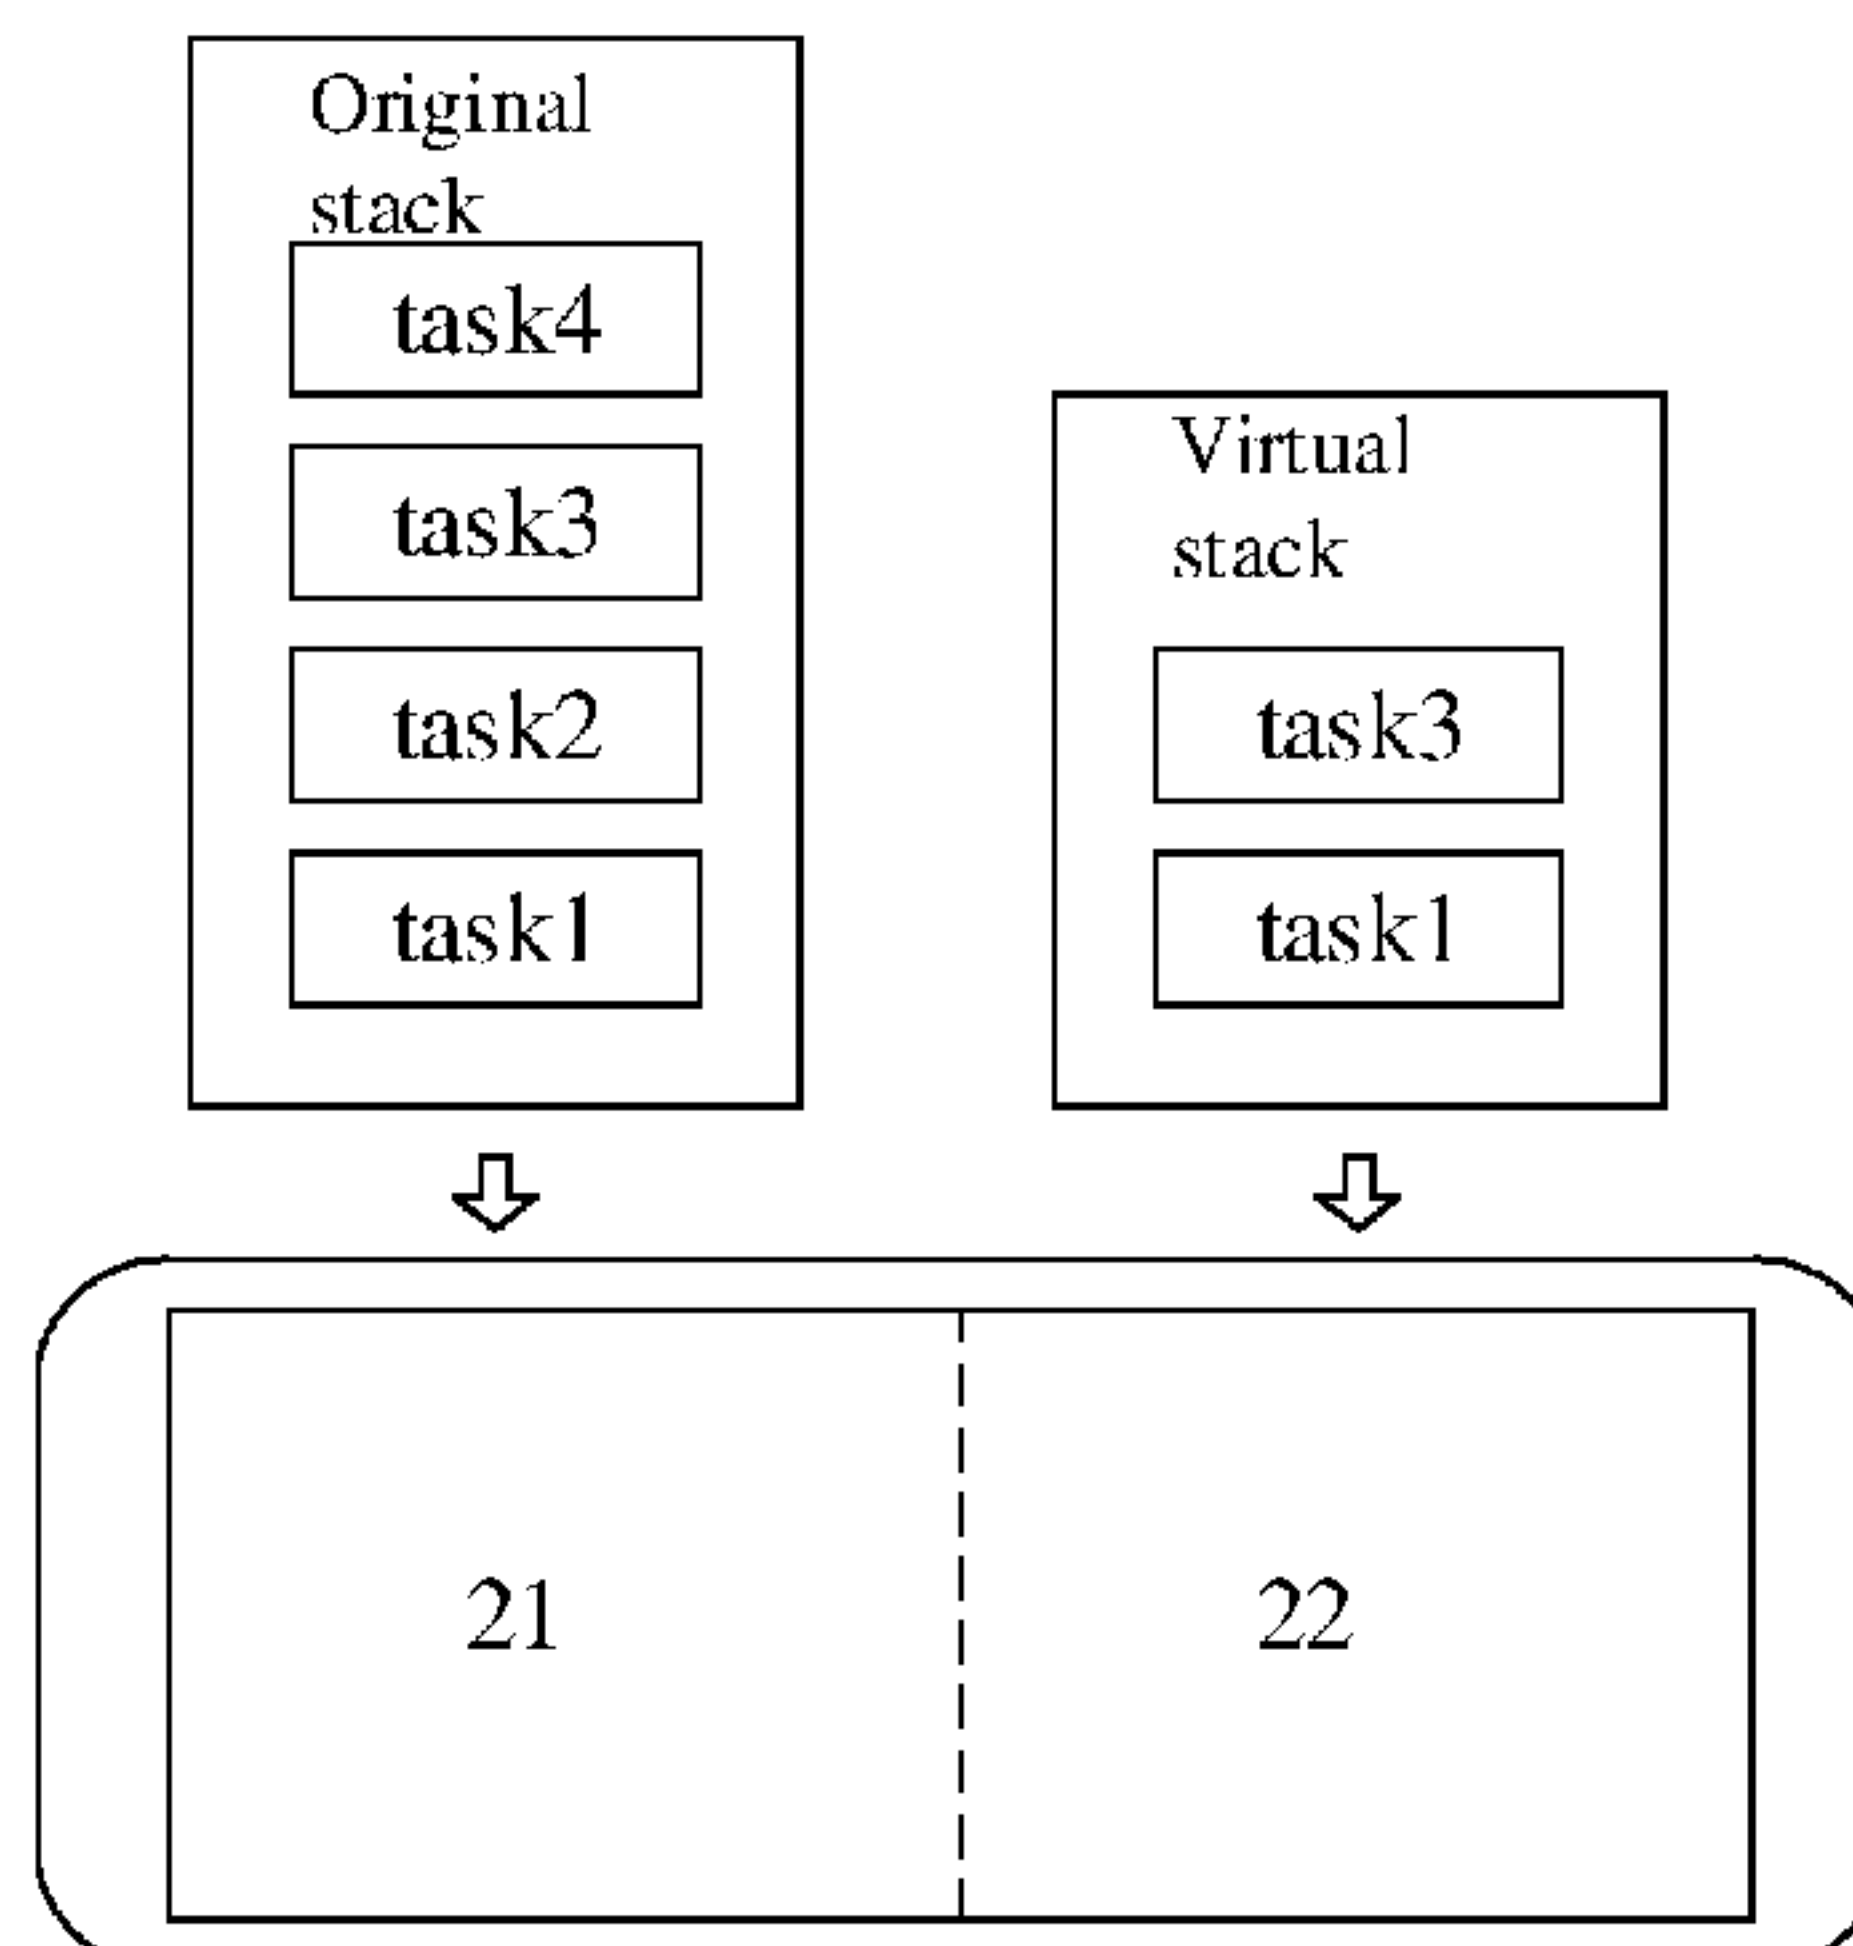 Original
stack
task4
task3
task2
task1
Virtual
stack
task3
task1
21
22